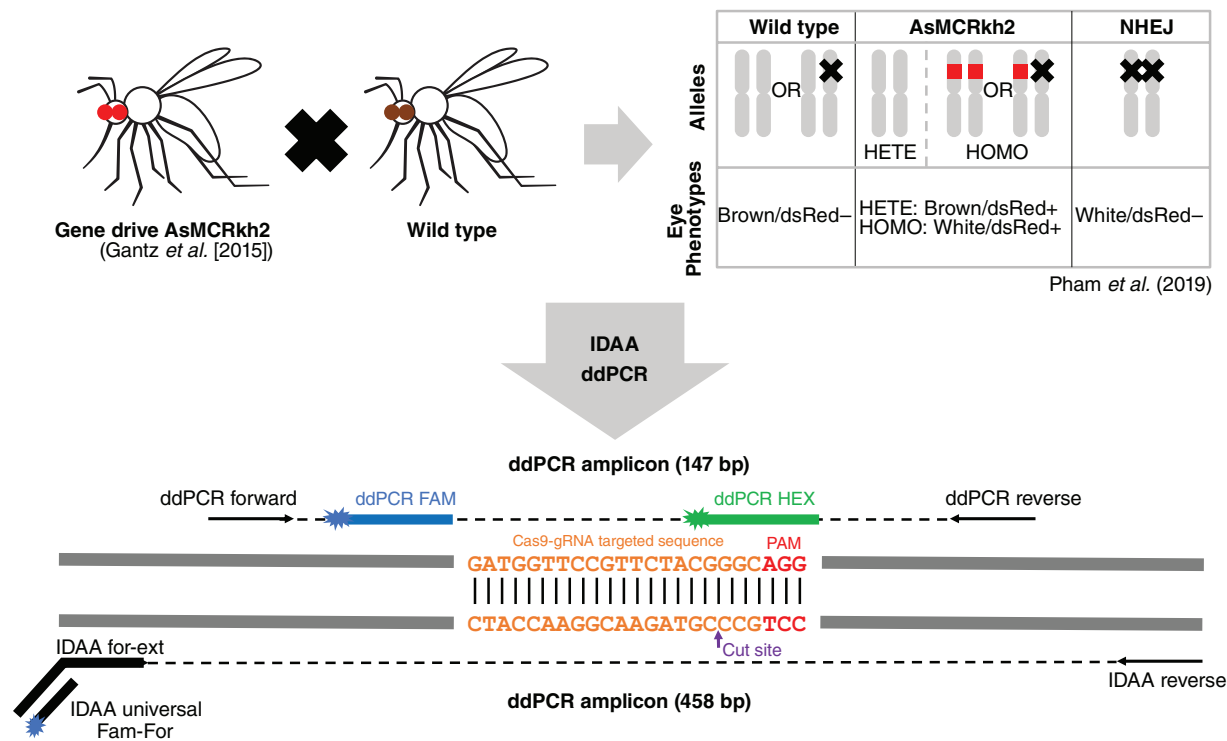 Gene drive AsMCRkh2
(Gantz et al. [2015])
Wild type
Wild type
AsMCRkh2
NHEJ
Alleles
OR
OR
HETE
HOMO
Eye
Phenotypes
Brown/dsRed–
HETE: Brown/dsRed+
HOMO: White/dsRed+
White/dsRed–
Pham et al. (2019)
IDAA
ddPCR
ddPCR amplicon (147 bp)
ddPCR forward
ddPCR FAM
ddPCR HEX
ddPCR reverse
Cas9-gRNA targeted sequence
PAM
GATGGTTCCGTTCTACGGGCAGG
CTACCAAGGCAAGATGCCCGTCC
Cut site
IDAA for-ext
IDAA reverse
IDAA universal
Fam-For
ddPCR amplicon (458 bp)